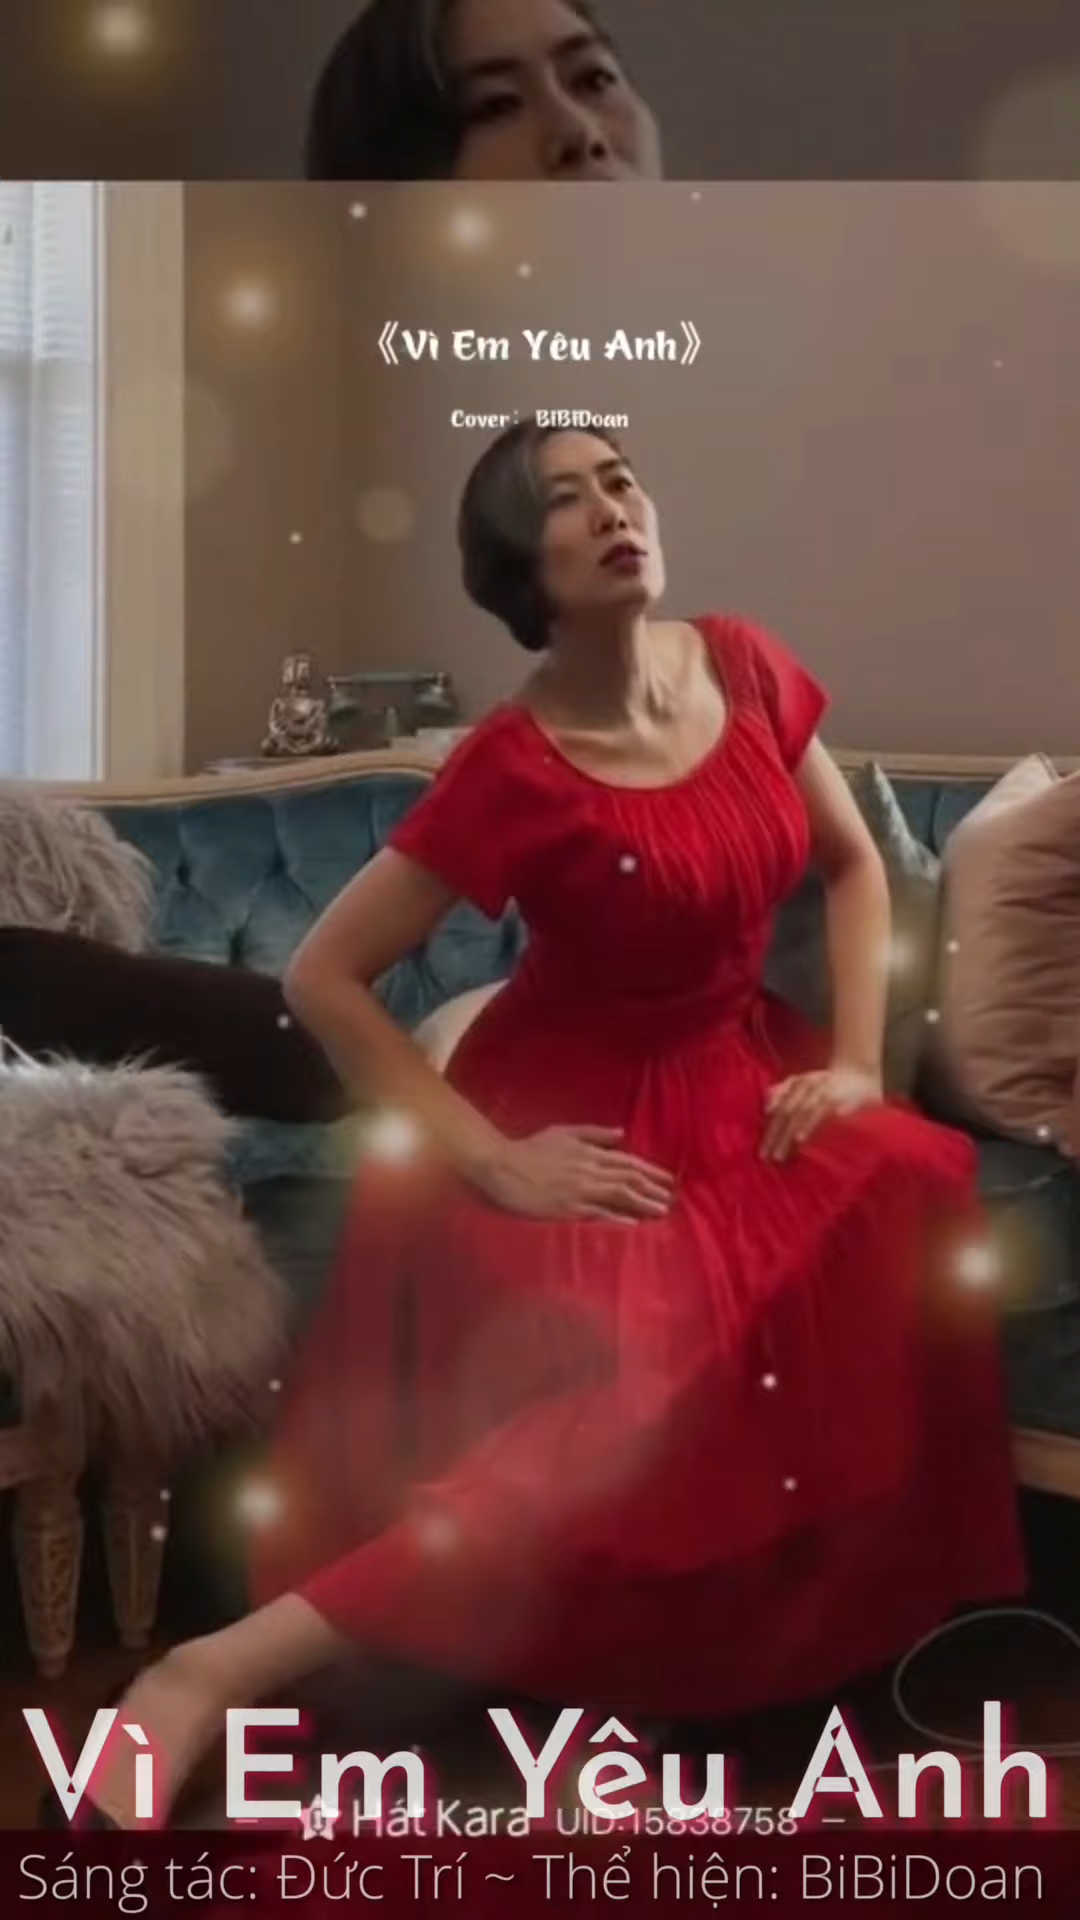 《Vì Em Yêu Anh》
Cover： BiBiDoan
Vì Em Yêu Anh
Hát Kara UID:15838758
Sáng tác: Đức Trí ~ Thể hiện: BiBiDoan